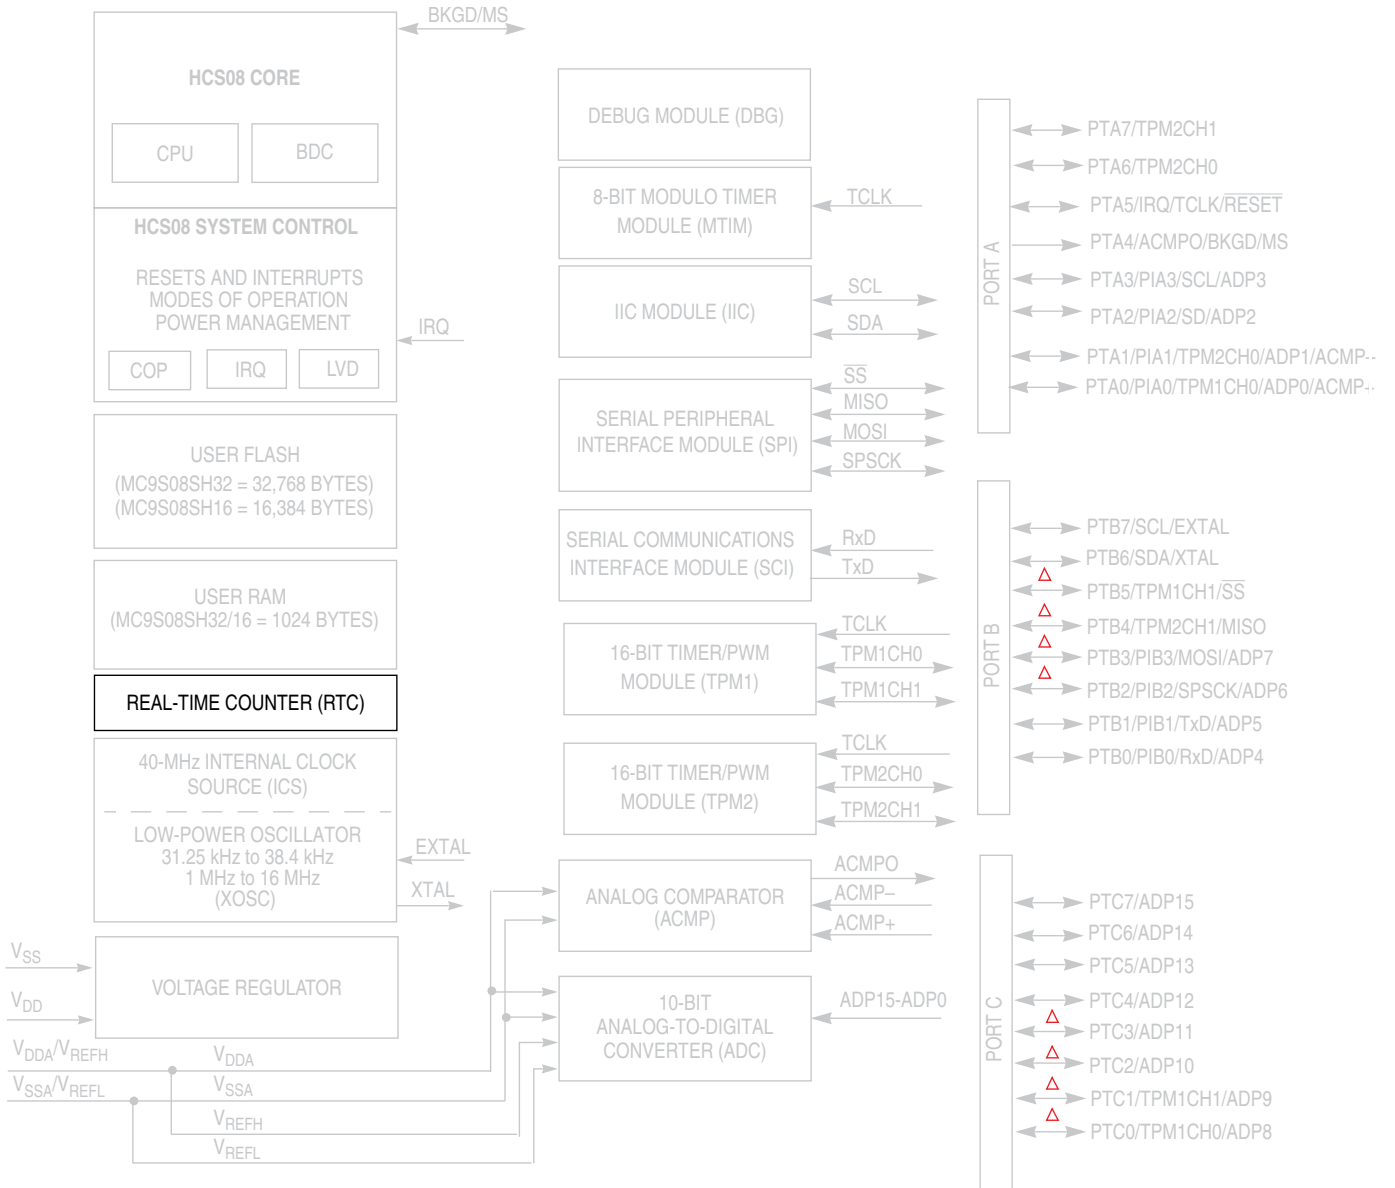 BKGD/MS
HCS08 CORE
CPU
BDC
HCS08 SYSTEM CONTROL
RESETS AND INTERRUPTS
MODES OF OPERATION
POWER MANAGEMENT
COP
IRQ
LVD
IRQ
USER FLASH
(MC9S08SH32 = 32,768 BYTES)
(MC9S08SH16 = 16,384 BYTES)
USER RAM
(MC9S08SH32/16 = 1024 BYTES)
REAL-TIME COUNTER (RTC)
40-MHz INTERNAL CLOCK
SOURCE (ICS)
LOW-POWER OSCILLATOR
31.25 kHz to 38.4 kHz
1 MHz to 16 MHz
(XOSC)
EXTAL
XTAL
VSS
VDD
VOLTAGE REGULATOR
VDDA/VREFH
VSSA/VREFL
VDDA
VSSA
VREFH
VREFL
DEBUG MODULE (DBG)
8-BIT MODULO TIMER
MODULE (MTIM)
TCLK
IIC MODULE (IIC)
SCL
SDA
SERIAL PERIPHERAL
INTERFACE MODULE (SPI)
SS
MISO
MOSI
SPSCK
SERIAL COMMUNICATIONS
INTERFACE MODULE (SCI)
RxD
TxD
16-BIT TIMER/PWM
MODULE (TPM1)
TCLK
TPM1CH0
TPM1CH1
16-BIT TIMER/PWM
MODULE (TPM2)
TCLK
TPM2CH0
TPM2CH1
ANALOG COMPARATOR
(ACMP)
ACMPO
ACMP–
ACMP+
10-BIT
ANALOG-TO-DIGITAL
CONVERTER (ADC)
ADP15-ADP0
PORT A
PTA7/TPM2CH1
PTA6/TPM2CH0
PTA5/IRQ/TCLK/RESET
PTA4/ACMPO/BKGD/MS
PTA3/PIA3/SCL/ADP3
PTA2/PIA2/SD/ADP2
PTA1/PIA1/TPM2CH0/ADP1/ACMP-
PTA0/PIA0/TPM1CH0/ADP0/ACMP-
PORT B
PTB7/SCL/EXTAL
PTB6/SDA/XTAL
Δ
PTB5/TPM1CH1/SS
Δ
PTB4/TPM2CH1/MISO
Δ
PTB3/PIB3/MOSI/ADP7
Δ
PTB2/PIB2/SPSCK/ADP6
PTB1/PIB1/TxD/ADP5
PTB0/PIB0/RxD/ADP4
PORT C
PTC7/ADP15
PTC6/ADP14
PTC5/ADP13
PTC4/ADP12
Δ
PTC3/ADP11
Δ
PTC2/ADP10
Δ
PTC1/TPM1CH1/ADP9
Δ
PTC0/TPM1CH0/ADP8